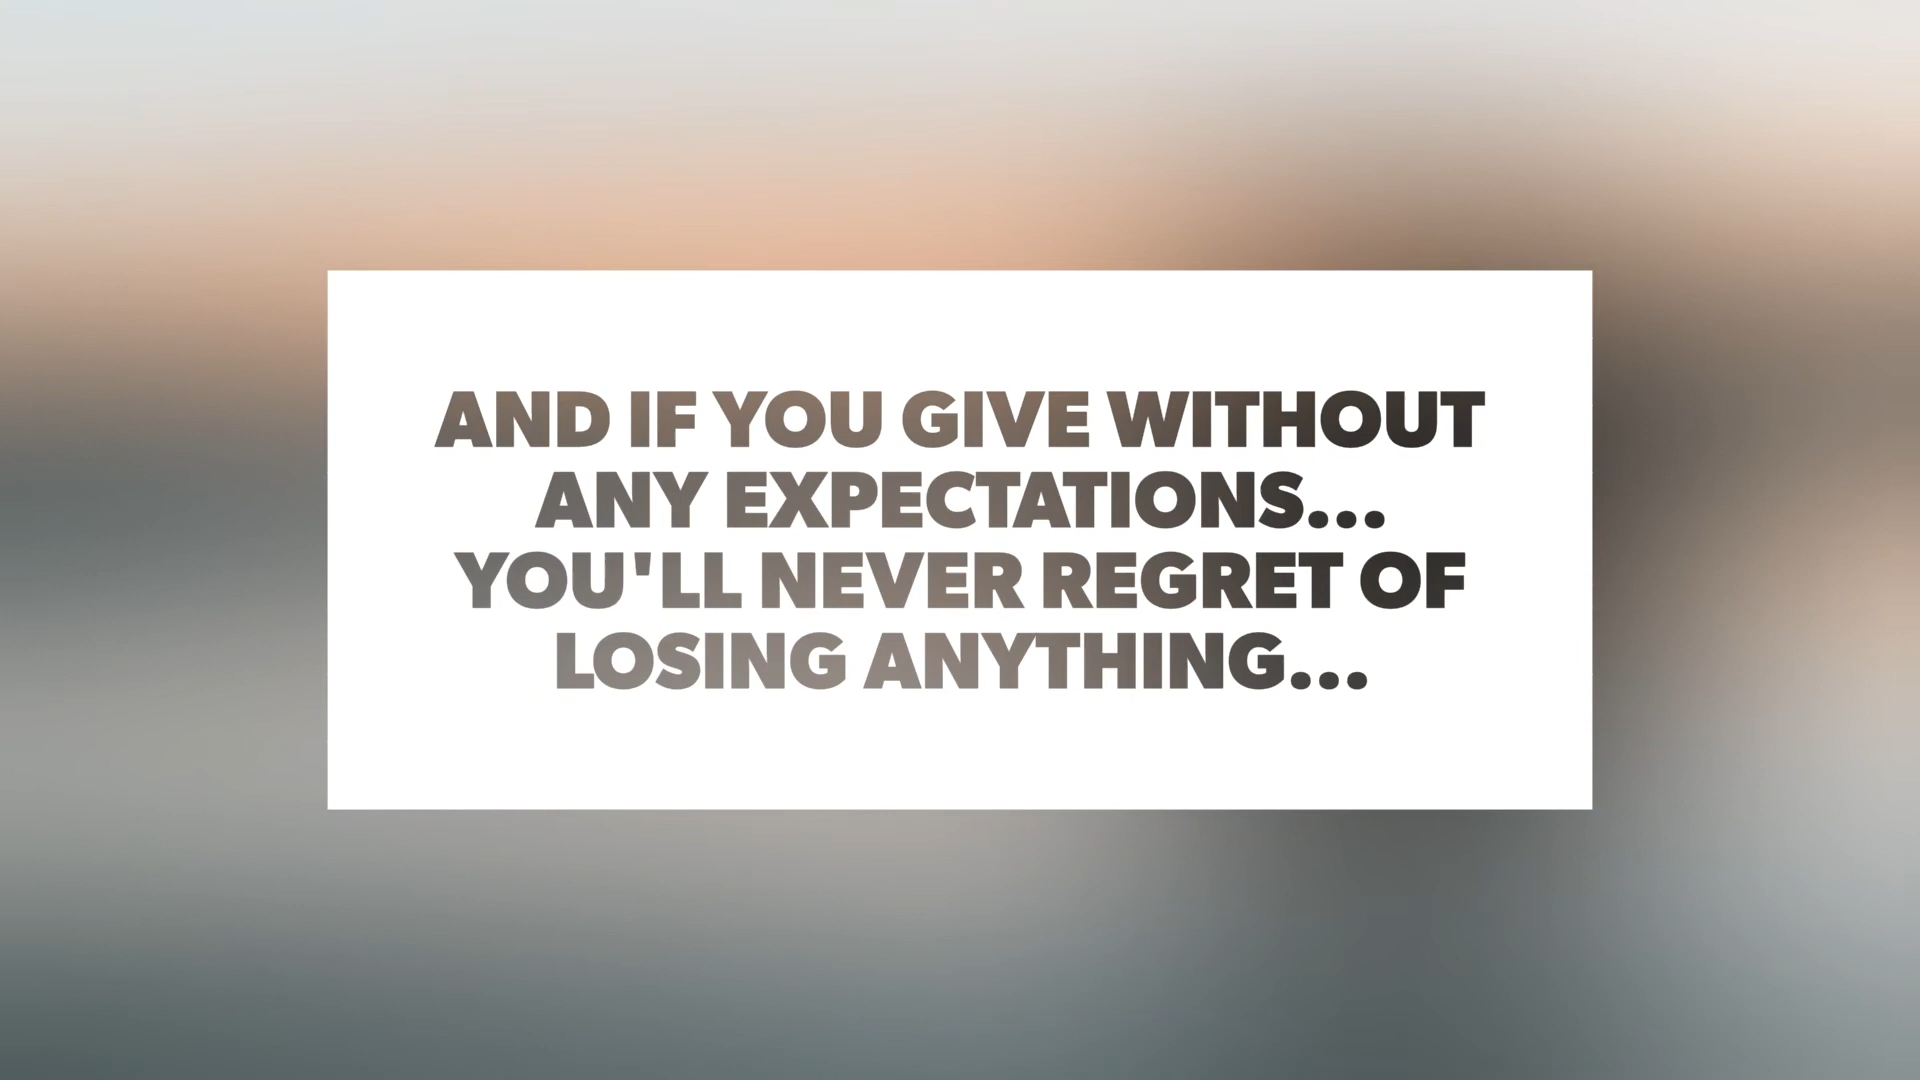 AND IF YOU GIVE WITHOUT
ANY EXPECTATIONS...
YOU'LL NEVER REGRET OF
LOSING ANYTHING...